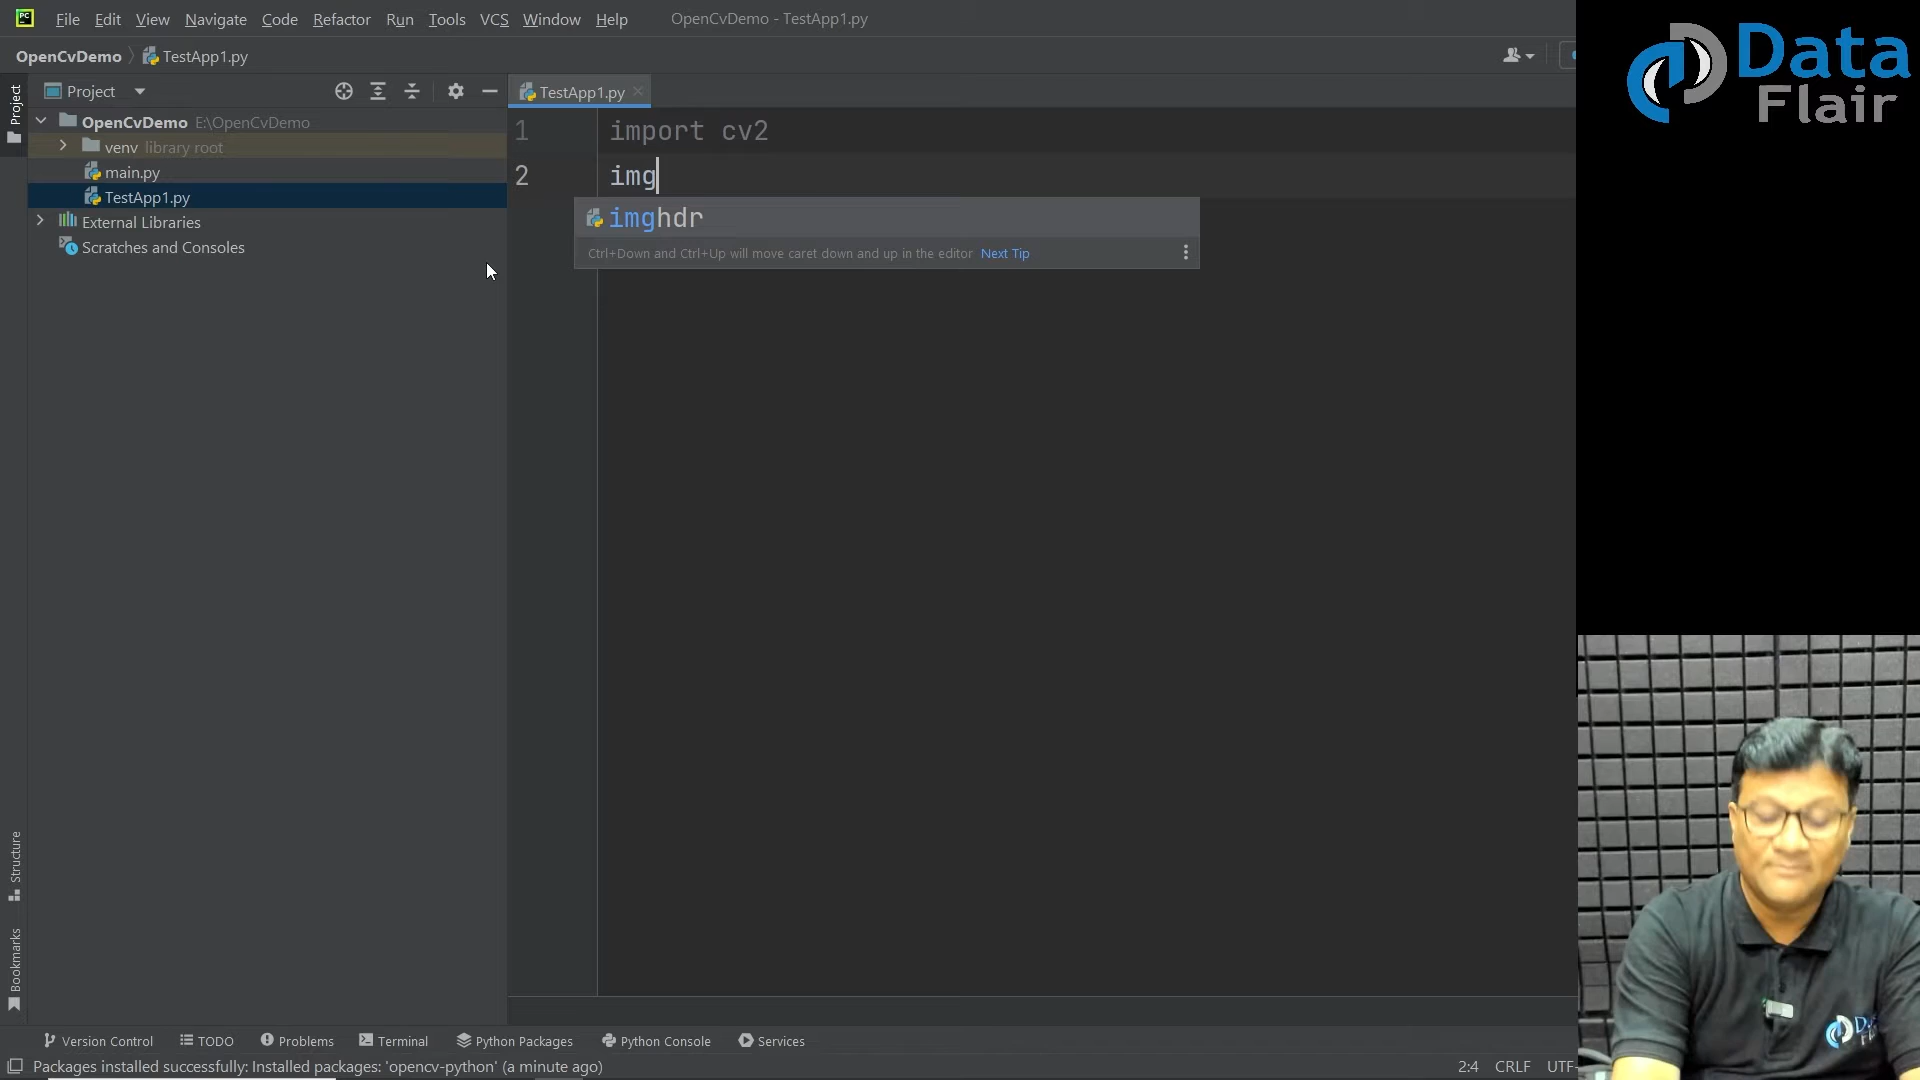 File Edit View Navigate Code Refactor Run Tools VCS Window Help OpenCvDemo - TestApp1.py
OpenCvDemo TestApp1.py
Project
TestApp1.py
OpenCvDemo E:\OpenCvDemo
venv library root
main.py
TestApp1.py
External Libraries
Scratches and Consoles
1 import cv2
2 img
imghdr
Ctrl+Down and Ctrl+Up will move caret down and up in the editor Next Tip
Project
Structure
Bookmarks
Version Control TODO Problems Terminal Python Packages Python Console Services
Packages installed successfully: Installed packages: 'opencv-python' (a minute ago)
2:4 CRLF UTF-
Data
Flair